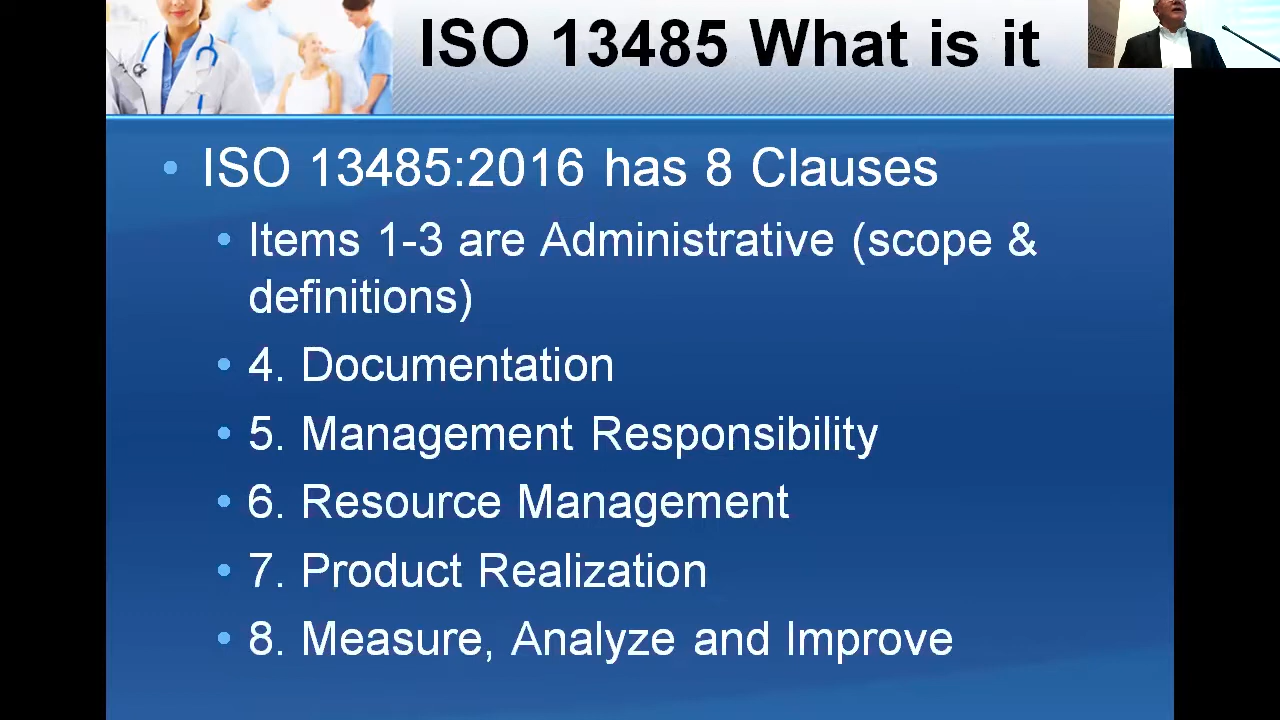 ISO 13485 What is it
• ISO 13485:2016 has 8 Clauses
• Items 1-3 are Administrative (scope &
definitions)
• 4. Documentation
• 5. Management Responsibility
• 6. Resource Management
• 7. Product Realization
• 8. Measure, Analyze and Improve